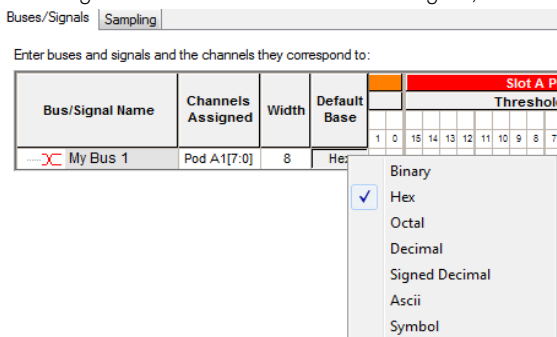 Buses/Signals Sampling
Enter buses and signals and the channels they correspond to:
Bus/Signal Name Channels Assigned Width Default Base
Slot A P
Thresho
1 0 15 14 13 12 11 10 9 8 7
My Bus 1 Pod A1[7:0] 8 Hex
Binary
Hex
Octal
Decimal
Signed Decimal
Ascii
Symbol